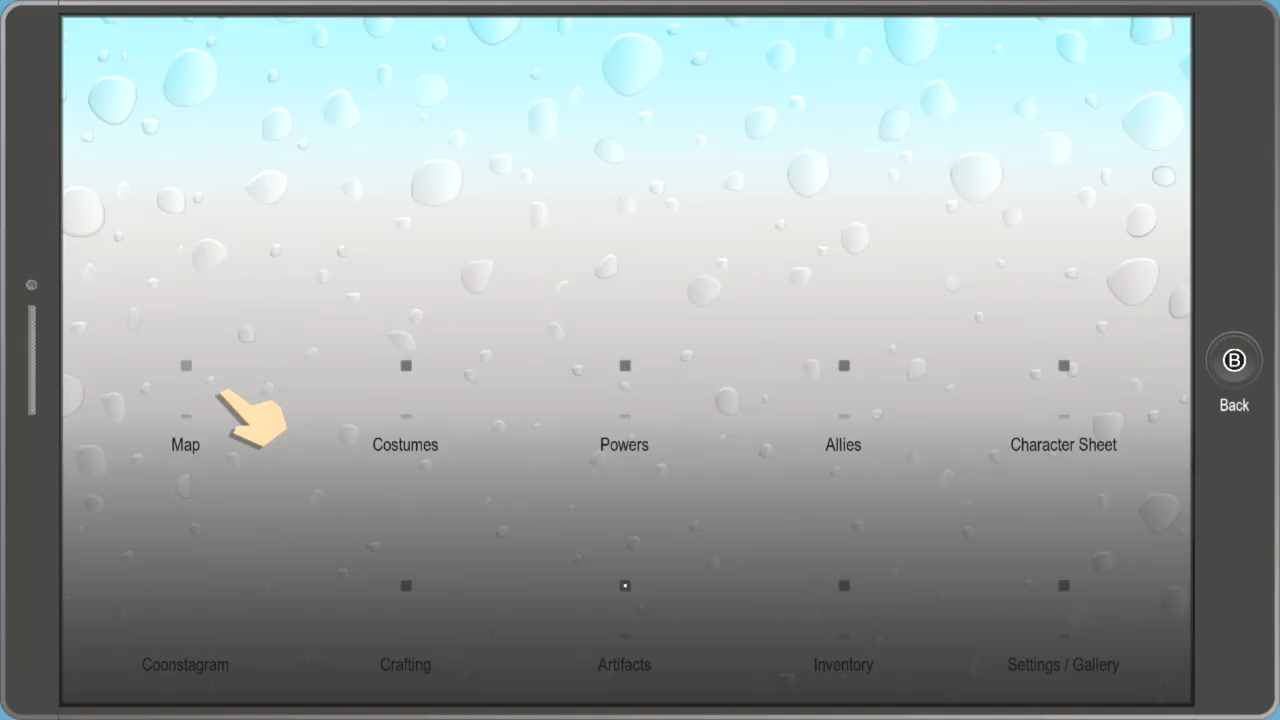 Map
Costumes
Powers
Allies
Character Sheet
B
Back
Coonstagram
Crafting
Artifacts
Inventory
Settings / Gallery